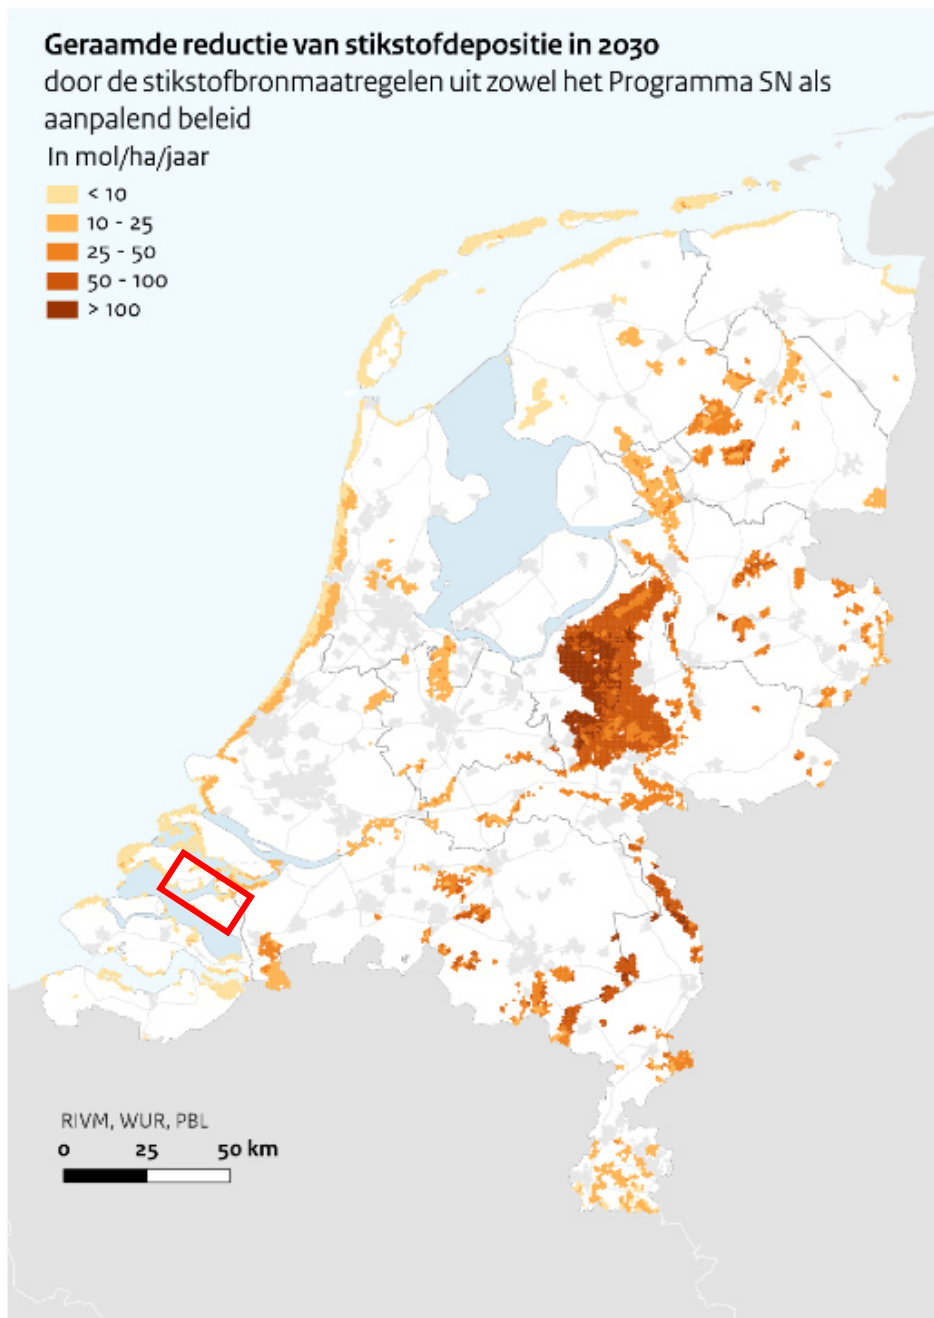 Geraamde reductie van stikstofdepositie in 2030
door de stikstofbronmaatregelen uit zowel het Programma SN als
aanpalend beleid
In mol/ha/jaar
< 10
10 - 25
25 - 50
50 - 100
> 100
RIVM, WUR, PBL
0 25 50 km